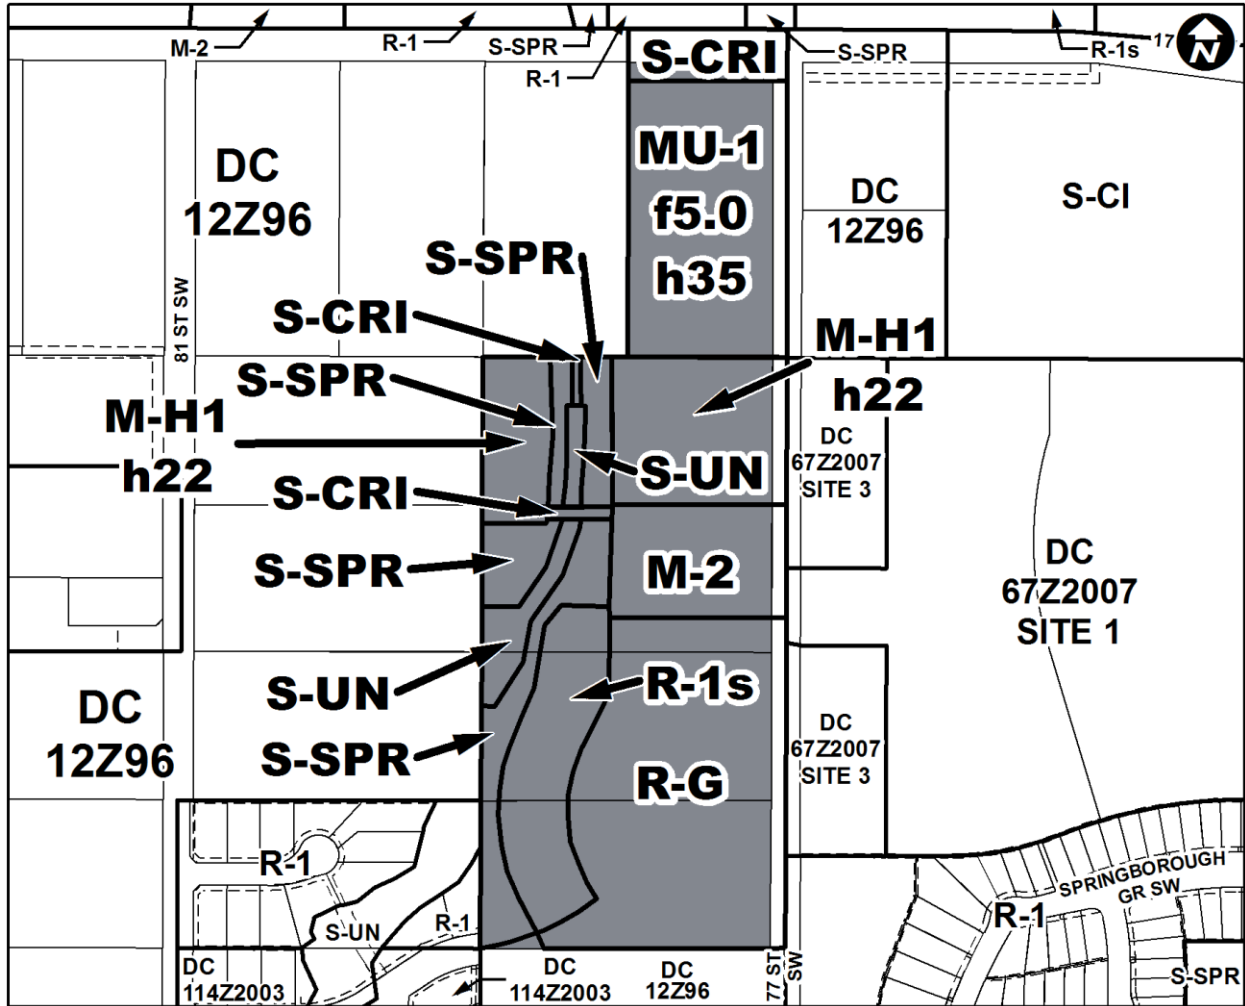 M-2
R-1
S-SPR
R-1
S-CRI
S-SPR
R-1s
17
N
DC
12Z96
MU-1
f5.0
h35
DC
12Z96
S-CI
S-SPR
S-CRI
81 ST SW
S-SPR
M-H1
h22
M-H1
h22
DC
67Z2007
SITE 3
S-UN
S-CRI
S-SPR
M-2
DC
67Z2007
SITE 1
S-UN
R-1s
DC
12Z96
S-SPR
R-G
DC
67Z2007
SITE 3
R-1
S-UN
R-1
SPRINGBOROUGH
GR SW
R-1
S-SPR
DC
114Z2003
DC
114Z2003
DC
12Z96
77 ST
SW